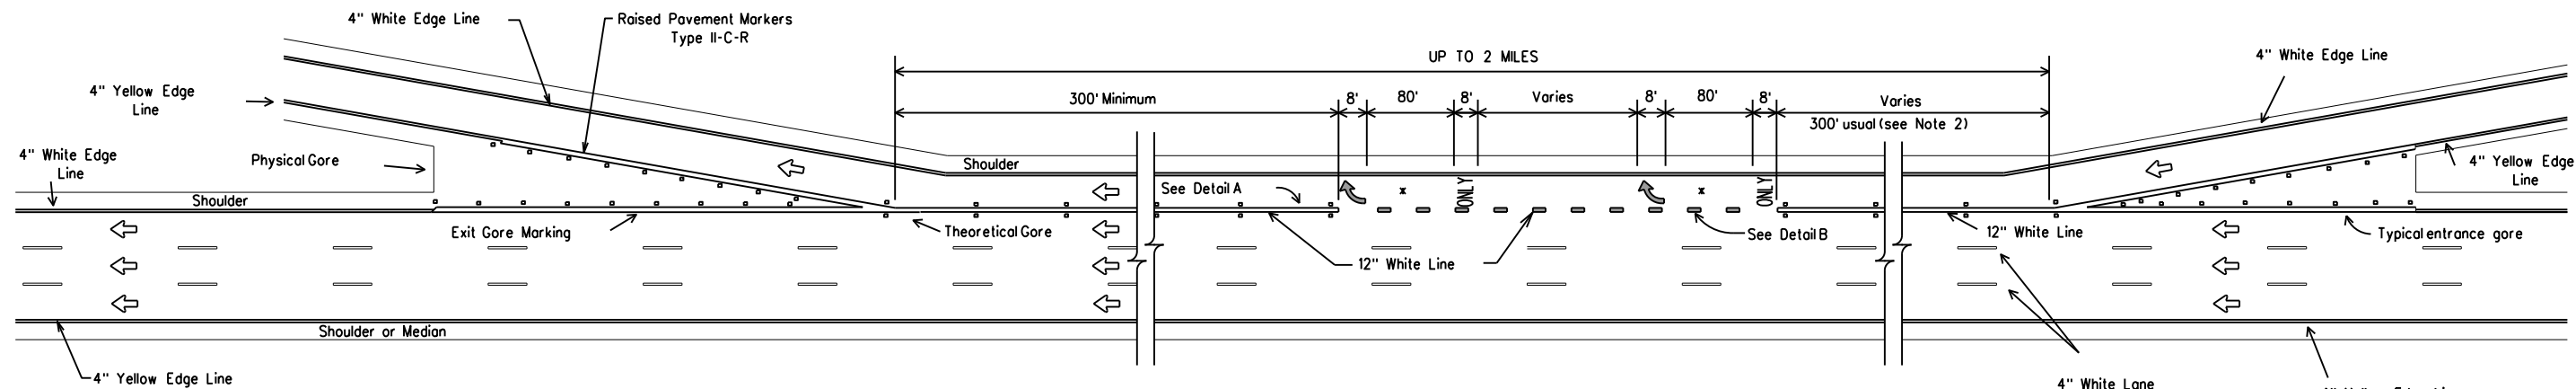 4" White Edge Line
Raised Pavement Markers
Type II-C-R
UP TO 2 MILES
4" White Edge Line
4" Yellow Edge
Line
300' Minimum
8'
80'
8'
Varies
8'
80'
8'
Varies
300' usual (see Note 2)
4" White Edge
Line
Physical Gore
Shoulder
4" Yellow Edge
Line
Shoulder
See Detail A
x
ONLY
x
ONLY
Exit Gore Marking
Theoretical Gore
See Detail B
12" White Line
Typical entrance gore
12" White Line
Shoulder or Median
4" Yellow Edge Line
4" White Lane